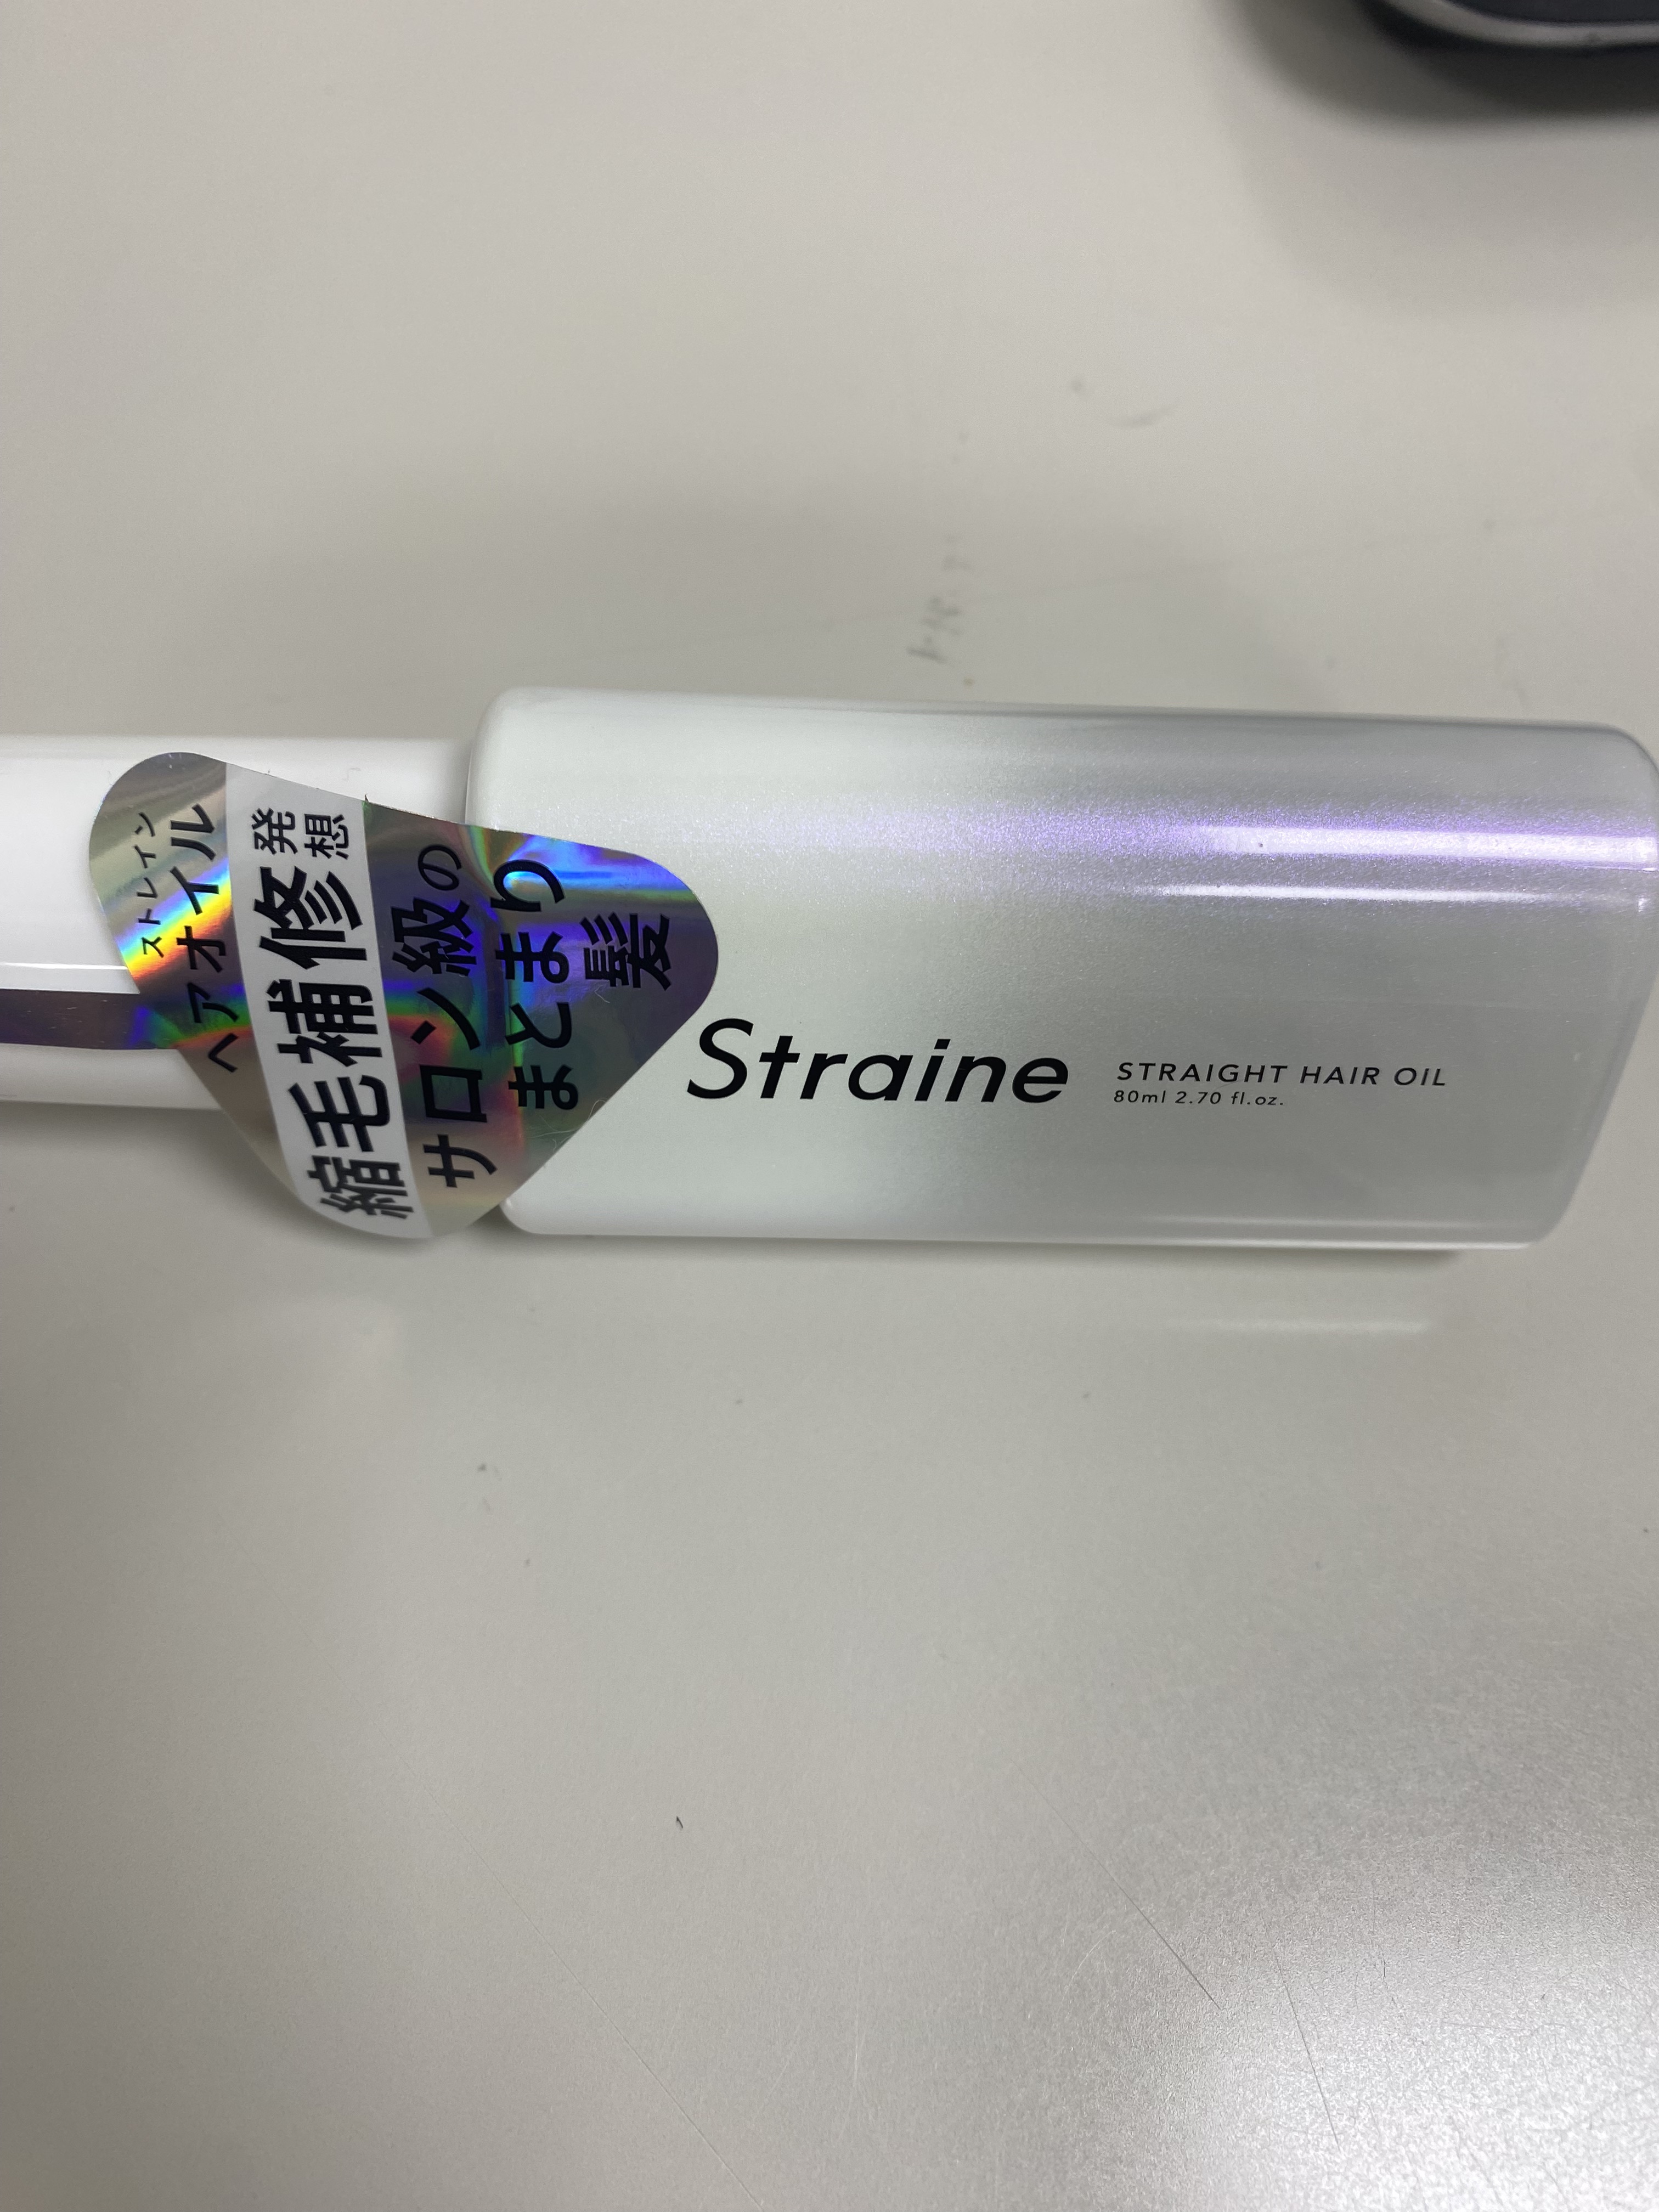 ストレイン
ヘアオイル
縮毛補修発想
サロン級の
まとまり
髪
Straine
STRAIGHT HAIR OIL
80ml 2.70 fl.oz.